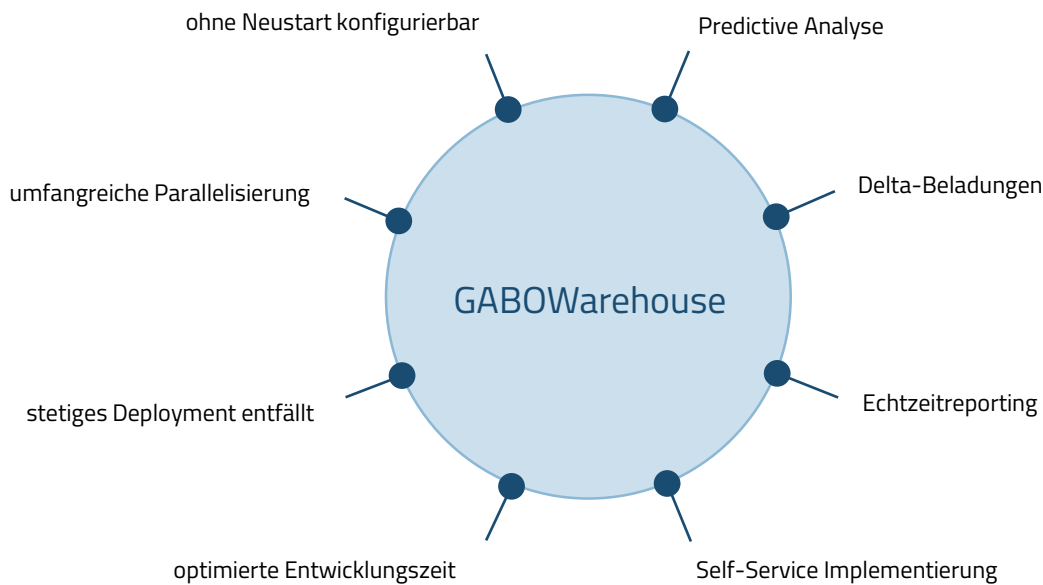 ohne Neustart konfigurierbar
Predictive Analyse
umfangreiche Parallelisierung
Delta-Beladungen
GABOWarehouse
stetiges Deployment entfällt
Echtzeitreporting
optimierte Entwicklungszeit
Self-Service Implementierung